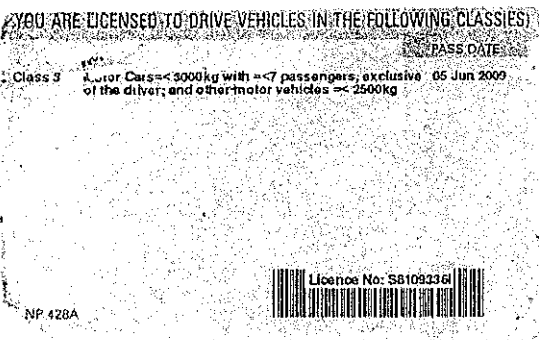 YOU ARE LICENSED TO DRIVE VEHICLES IN THE FOLLOWING CLASS(ES)
PASS DATE
Class 3 Motor Cars=< 3000kg with =<7 passengers, exclusive 05 Jun 2009
of the driver; and other motor vehicles =< 2500kg
Licence No: S8109336I
NP 428A